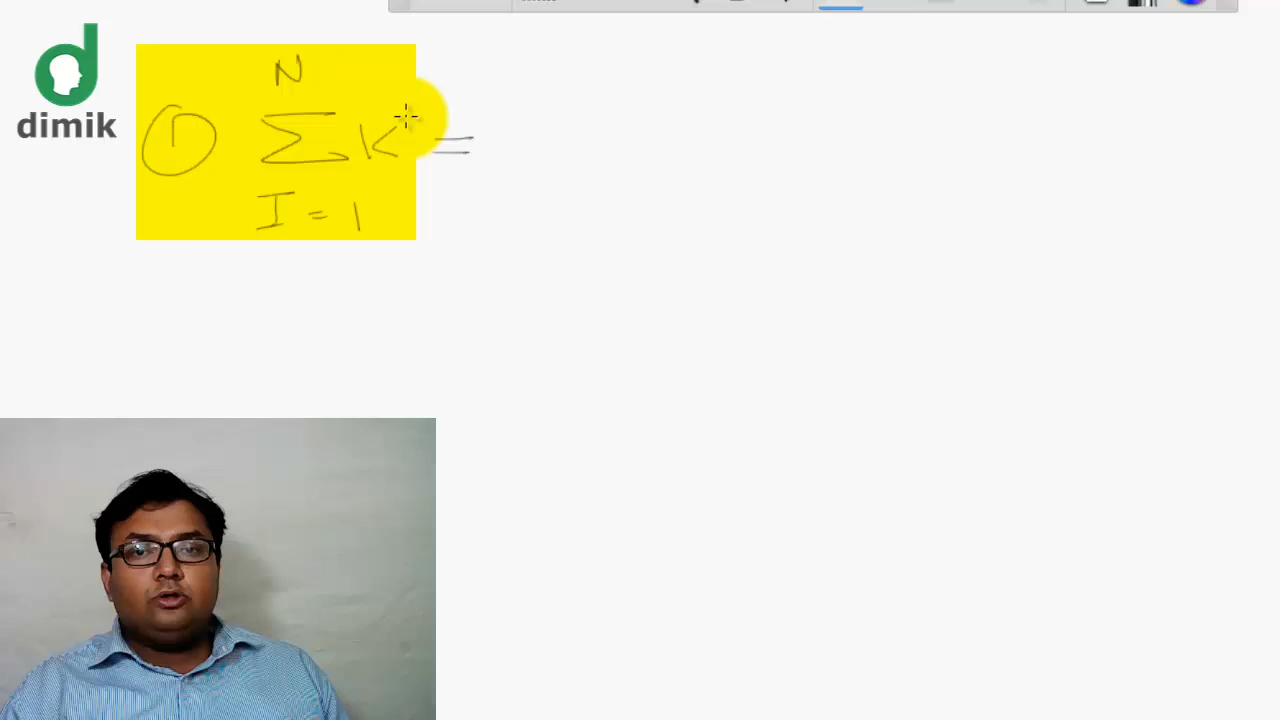 dimik
① N
∑ K =
I = 1